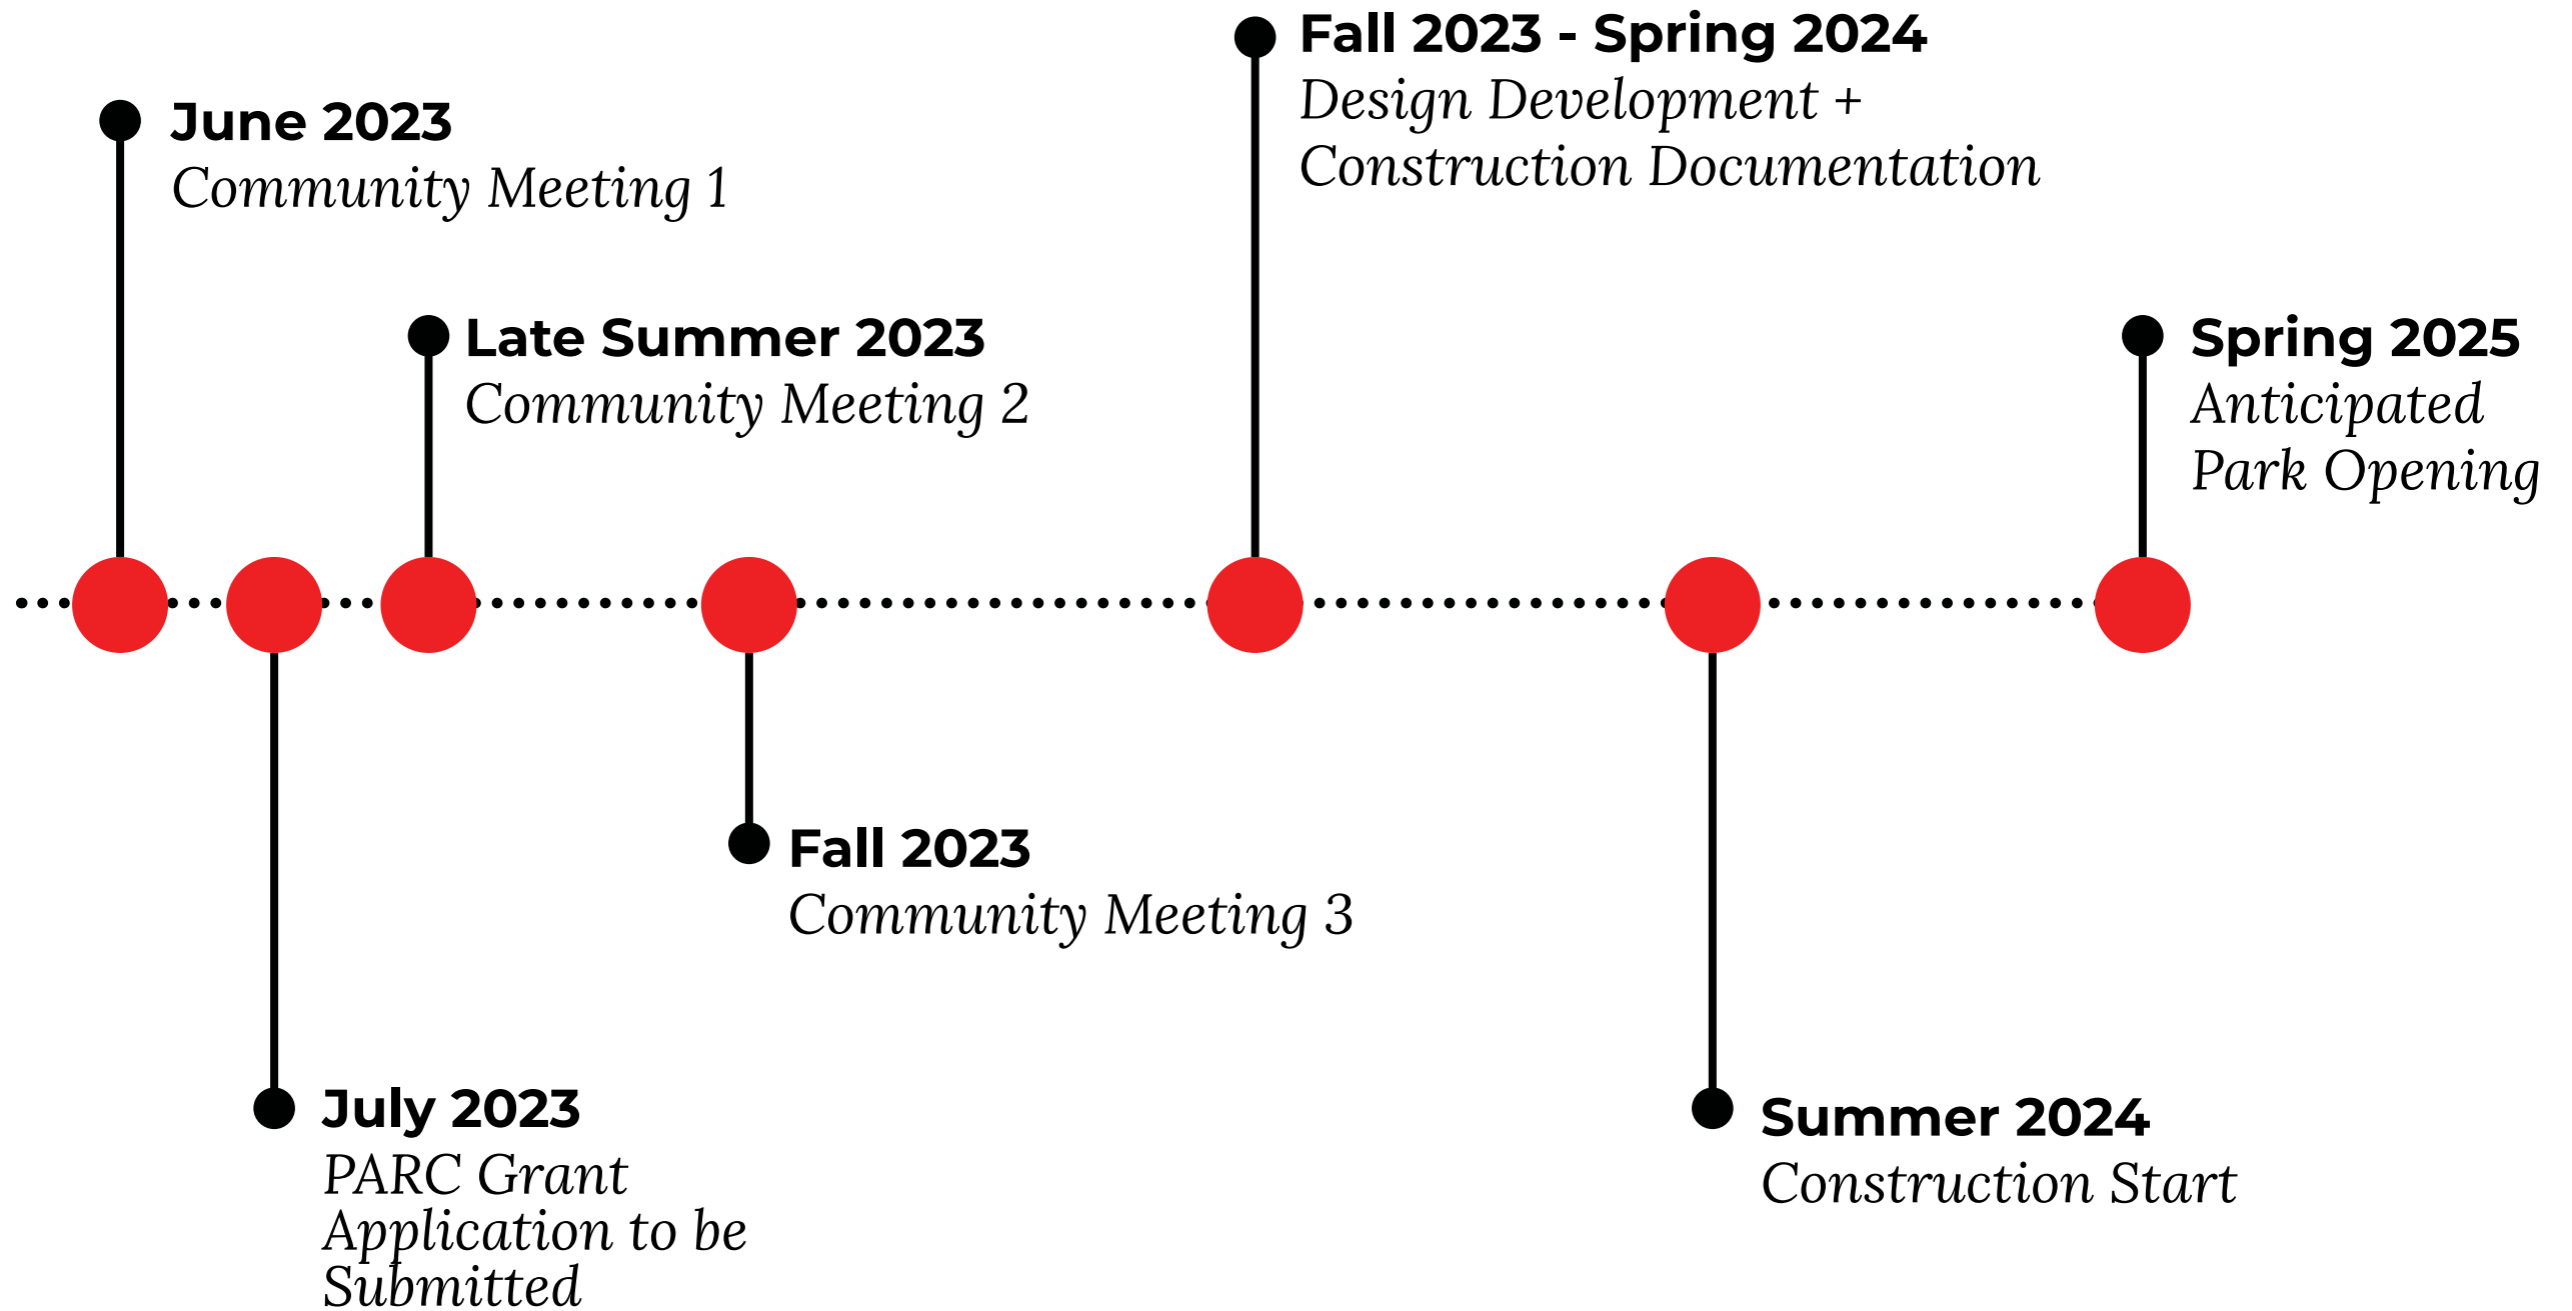 June 2023
Community Meeting 1
July 2023
PARC Grant
Application to be
Submitted
Late Summer 2023
Community Meeting 2
Fall 2023
Community Meeting 3
Fall 2023 - Spring 2024
Design Development +
Construction Documentation
Summer 2024
Construction Start
Spring 2025
Anticipated
Park Opening